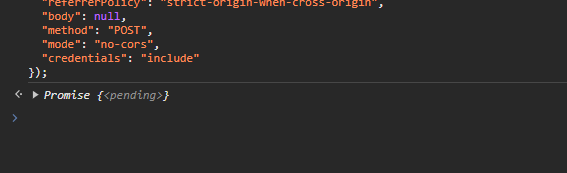 "referrerPolicy": "strict-origin-when-cross-origin",
"body": null,
"method": "POST",
"mode": "no-cors",
"credentials": "include"
});
Promise {<pending>}